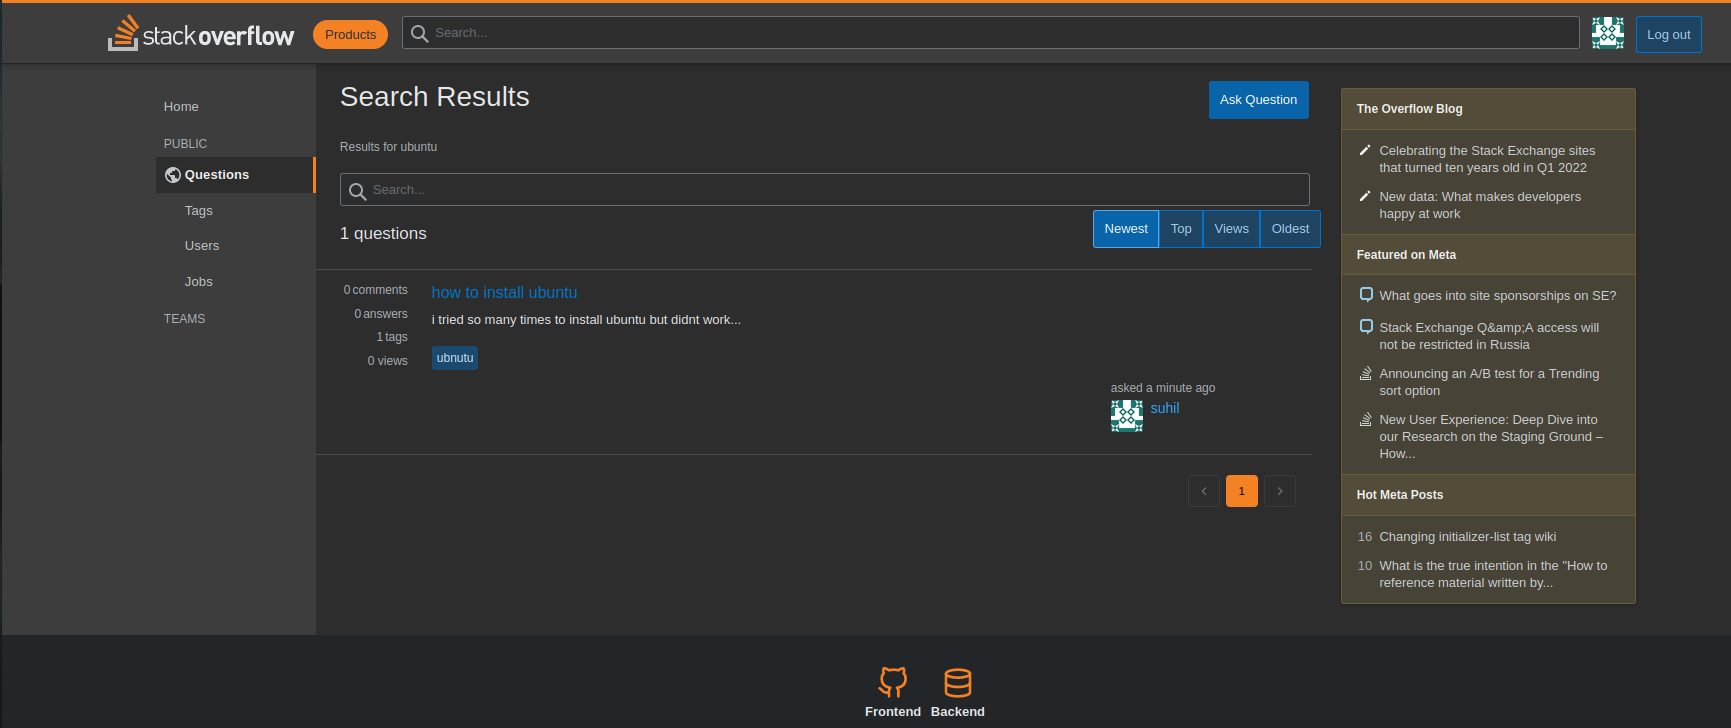 stackoverflow
Products
Search...
Log out
Home
PUBLIC
Questions
Tags
Users
Jobs
TEAMS
Search Results
Ask Question
Results for ubuntu
Search...
1 questions
Newest
Top
Views
Oldest
0 comments
0 answers
1 tags
0 views
how to install ubuntu
i tried so many times to install ubuntu but didnt work...
ubnutu
asked a minute ago
suhil
1
The Overflow Blog
Celebrating the Stack Exchange sites
that turned ten years old in Q1 2022
New data: What makes developers
happy at work
Featured on Meta
What goes into site sponsorships on SE?
Stack Exchange Q&amp;A access will
not be restricted in Russia
Announcing an A/B test for a Trending
sort option
New User Experience: Deep Dive into
our Research on the Staging Ground –
How...
Hot Meta Posts
16 Changing initializer-list tag wiki
10 What is the true intention in the "How to
reference material written by...
Frontend
Backend